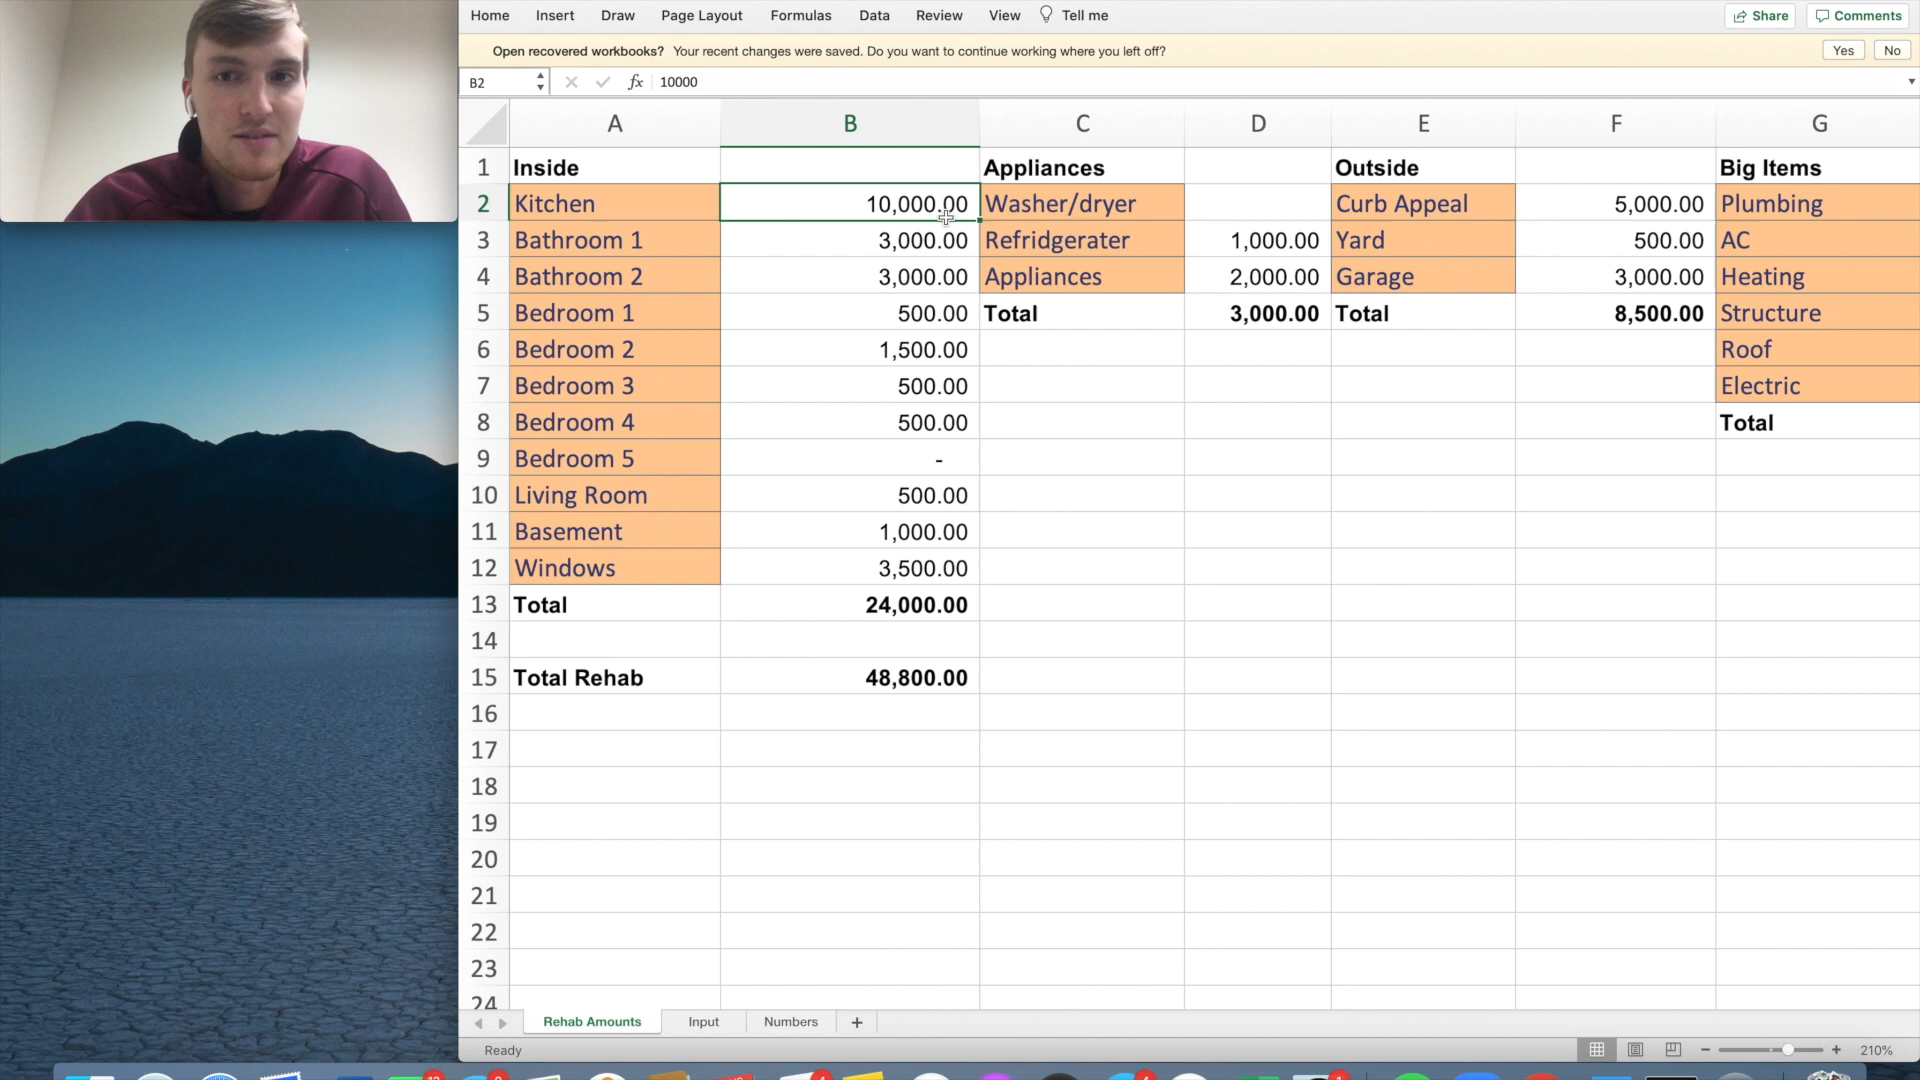 Home Insert Draw Page Layout Formulas Data Review View Tell me Share Comments
Open recovered workbooks? Your recent changes were saved. Do you want to continue working where you left off? Yes No
B2 fx 10000
A B C D E F G
1 Inside Appliances Outside Big Items
2 Kitchen 10,000.00 Washer/dryer Curb Appeal 5,000.00 Plumbing
3 Bathroom 1 3,000.00 Refridgerater 1,000.00 Yard 500.00 AC
4 Bathroom 2 3,000.00 Appliances 2,000.00 Garage 3,000.00 Heating
5 Bedroom 1 500.00 Total 3,000.00 Total 8,500.00 Structure
6 Bedroom 2 1,500.00 Roof
7 Bedroom 3 500.00 Electric
8 Bedroom 4 500.00 Total
9 Bedroom 5 -
10 Living Room 500.00
11 Basement 1,000.00
12 Windows 3,500.00
13 Total 24,000.00
14
15 Total Rehab 48,800.00
16
17
18
19
20
21
22
23
24
Rehab Amounts Input Numbers +
Ready 210%